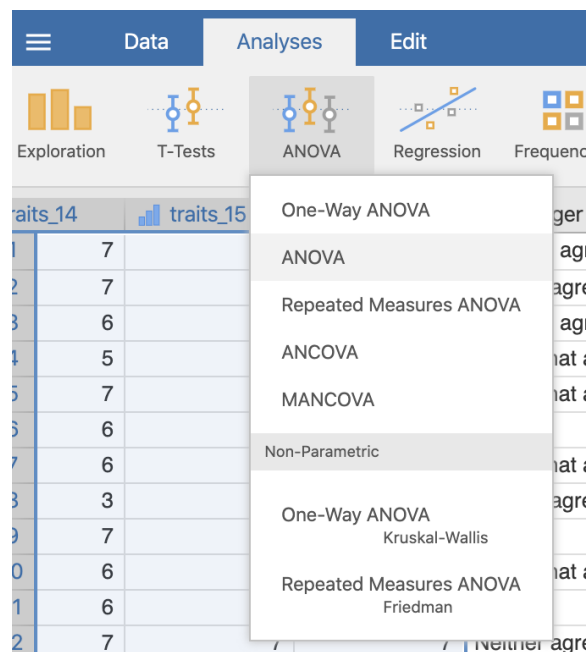 Data Analyses Edit
Exploration T-Tests ANOVA Regression
traits_15
One-Way ANOVA
7
ANOVA
7
Repeated Measures ANOVA
6
ANCOVA
5
MANCOVA
7
6
Non-Parametric
6
3
One-Way ANOVA
7
Kruskal-Wallis
6
Repeated Measures ANOVA
6
Friedman
7 7 7 Neither